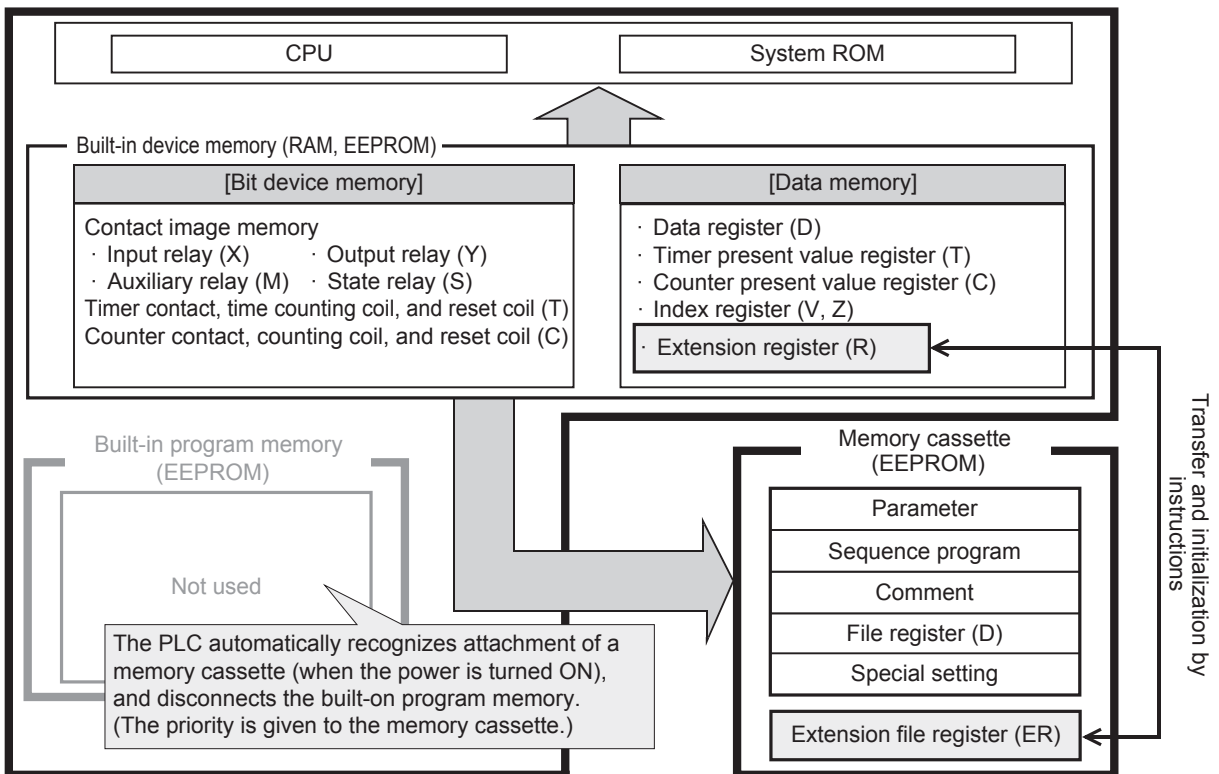 CPU
System ROM
Built-in device memory (RAM, EEPROM)
[Bit device memory]
Contact image memory
· Input relay (X) · Output relay (Y)
· Auxiliary relay (M) · State relay (S)
Timer contact, time counting coil, and reset coil (T)
Counter contact, counting coil, and reset coil (C)
[Data memory]
· Data register (D)
· Timer present value register (T)
· Counter present value register (C)
· Index register (V, Z)
· Extension register (R)
Transfer and initialization by
instructions
Built-in program memory
(EEPROM)
Not used
The PLC automatically recognizes attachment of a
memory cassette (when the power is turned ON),
and disconnects the built-on program memory.
(The priority is given to the memory cassette.)
Memory cassette
(EEPROM)
Parameter
Sequence program
Comment
File register (D)
Special setting
Extension file register (ER)